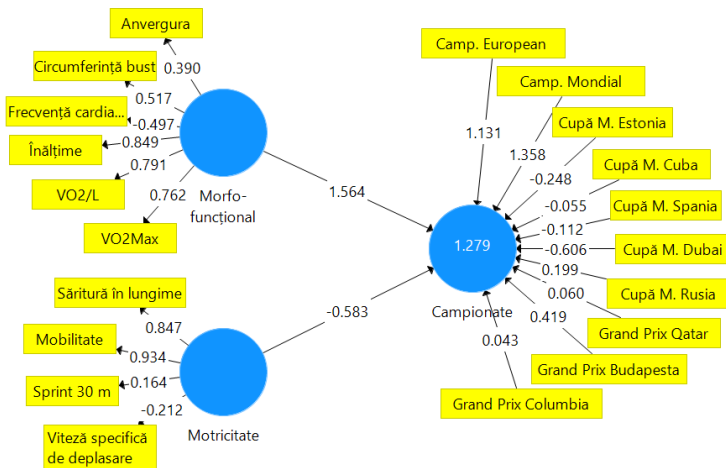 Anvergura
0.390
Circumferință bust
0.517
Frecvență cardia...
-0.497
Înălțime
0.849
VO2/L
0.791
VO2Max
0.762
Morfo-
funcțional
1.564
Săritură în lungime
0.847
Mobilitate
0.934
Sprint 30 m
0.164
Viteză specifică
de deplasare
-0.212
Motricitate
-0.583
1.279
Campionate
Camp. European
1.131
Camp. Mondial
1.358
Cupă M. Estonia
-0.248
Cupă M. Cuba
-0.055
Cupă M. Spania
-0.112
Cupă M. Dubai
-0.606
Cupă M. Rusia
0.199
Grand Prix Qatar
0.060
Grand Prix Budapesta
0.419
Grand Prix Columbia
0.043